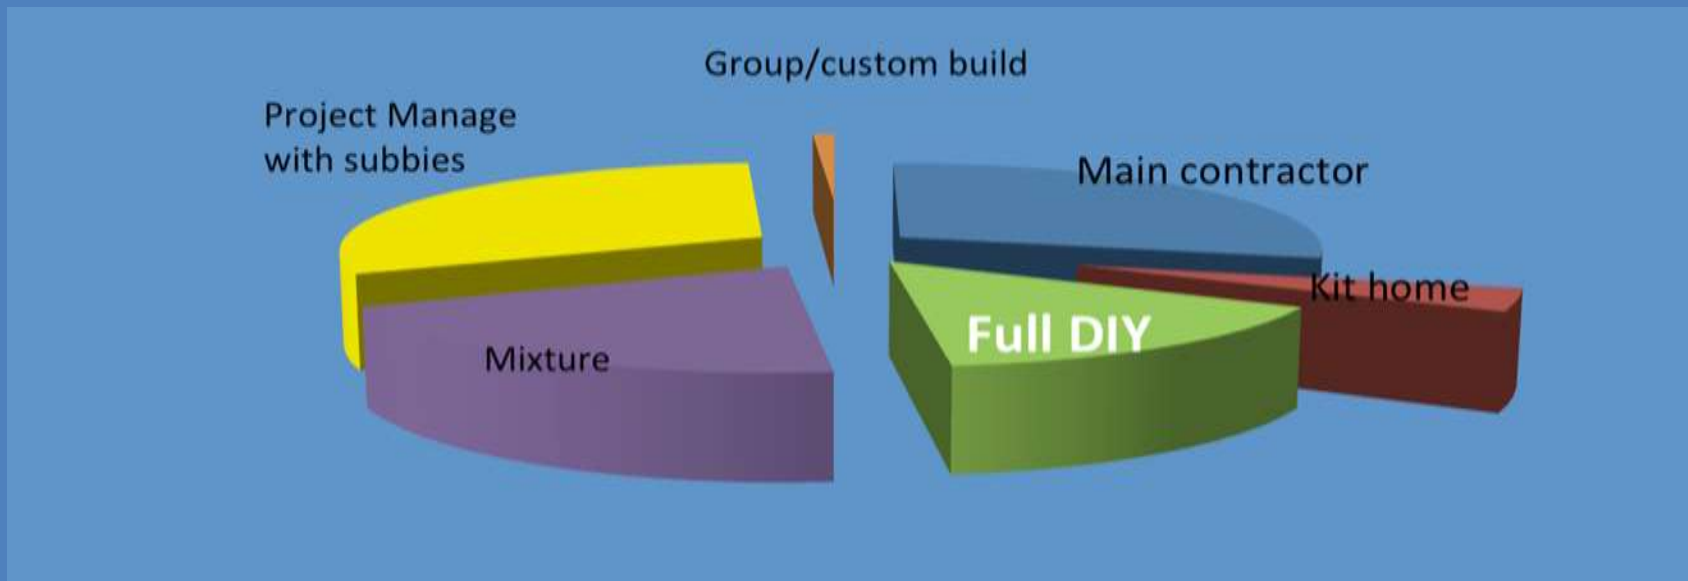 Group/custom build
Project Manage
with subbies
Main contractor
Kit home
Full DIY
Mixture